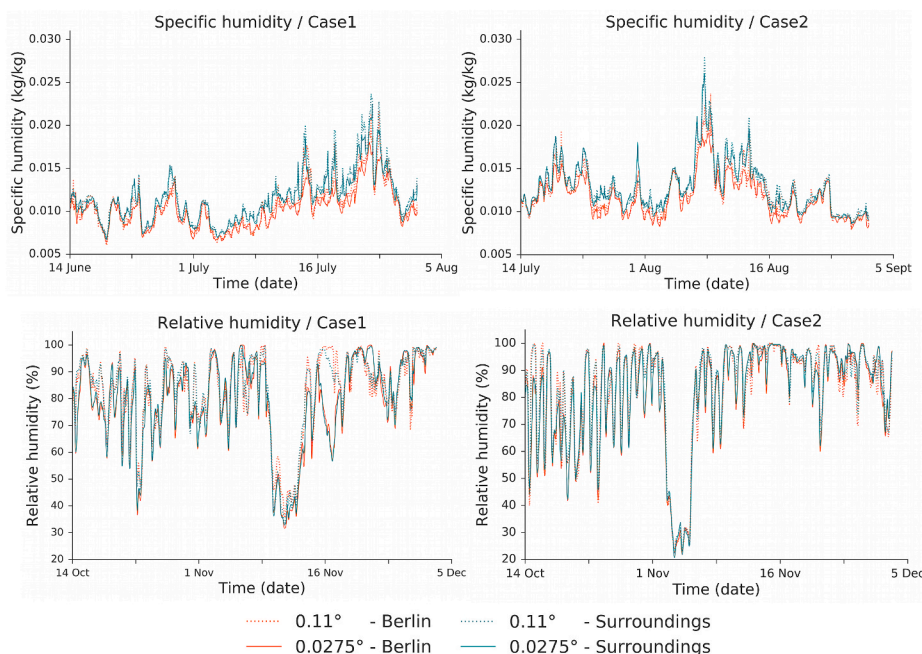 Specific humidity / Case1
Specific humidity (kg/kg)
0.030
0.025
0.020
0.015
0.010
0.005
14 June
1 July
16 July
5 Aug
Time (date)
Specific humidity / Case2
Specific humidity (kg/kg)
0.030
0.025
0.020
0.015
0.010
0.005
14 July
1 Aug
16 Aug
5 Sept
Time (date)
Relative humidity / Case1
Relative humidity (%)
100
90
80
70
60
50
40
30
20
14 Oct
1 Nov
16 Nov
5 Dec
Time (date)
Relative humidity / Case2
Relative humidity (%)
100
90
80
70
60
50
40
30
20
14 Oct
1 Nov
16 Nov
5 Dec
Time (date)
0.11° - Berlin
0.11° - Surroundings
0.0275° - Berlin
0.0275° - Surroundings